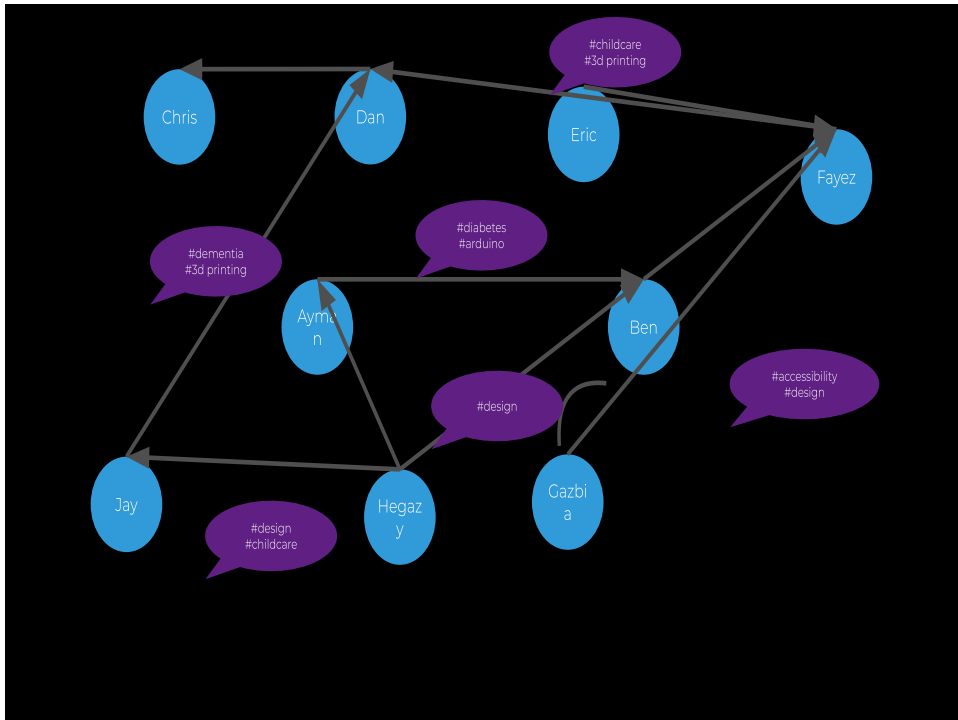 #childcare
#3d printing
Chris
Dan
Eric
Fayez
#diabetes
#arduino
#dementia
#3d printing
Ayma
n
Ben
#accessibility
#design
#design
Jay
Hegaz
y
Gazbi
a
#design
#childcare